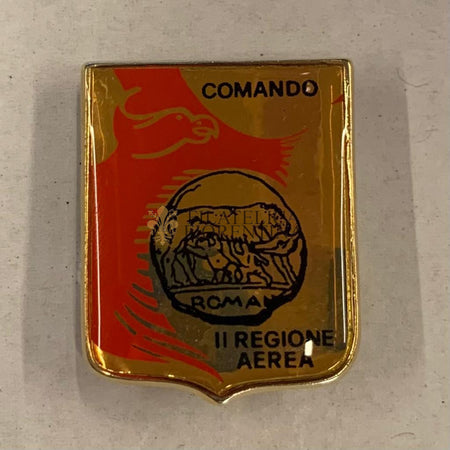 COMANDO
ROMA
II REGIONE
AEREA